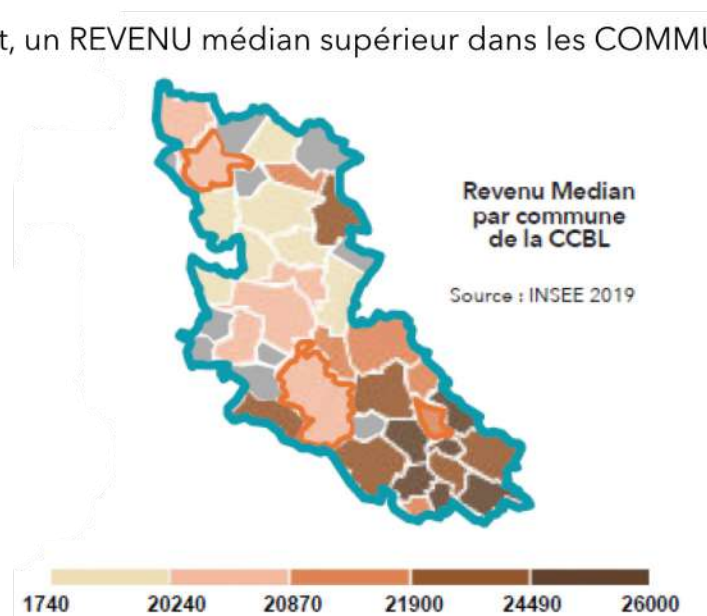 t, un REVENU médian supérieur dans les COMMU
Revenu Median
par commune
de la CCBL
Source : INSEE 2019
1740 20240 20870 21900 24490 26000